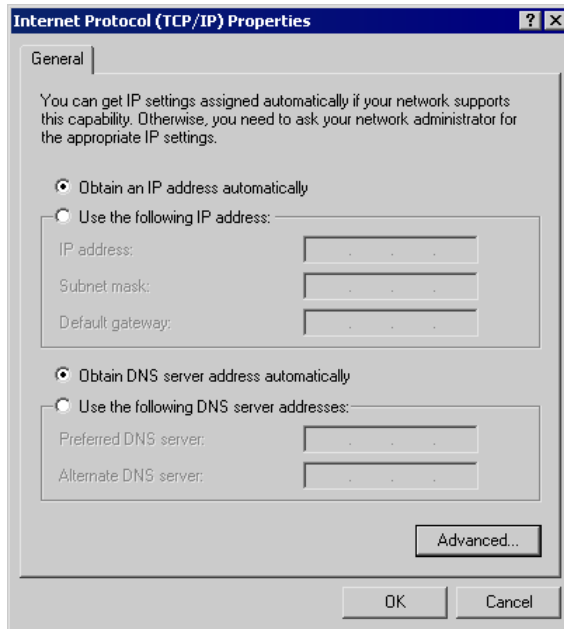 Internet Protocol (TCP/IP) Properties
General
You can get IP settings assigned automatically if your network supports
this capability. Otherwise, you need to ask your network administrator for
the appropriate IP settings.
Obtain an IP address automatically
Use the following IP address:
IP address:
Subnet mask:
Default gateway:
Obtain DNS server address automatically
Use the following DNS server addresses:
Preferred DNS server:
Alternate DNS server:
Advanced...
OK Cancel